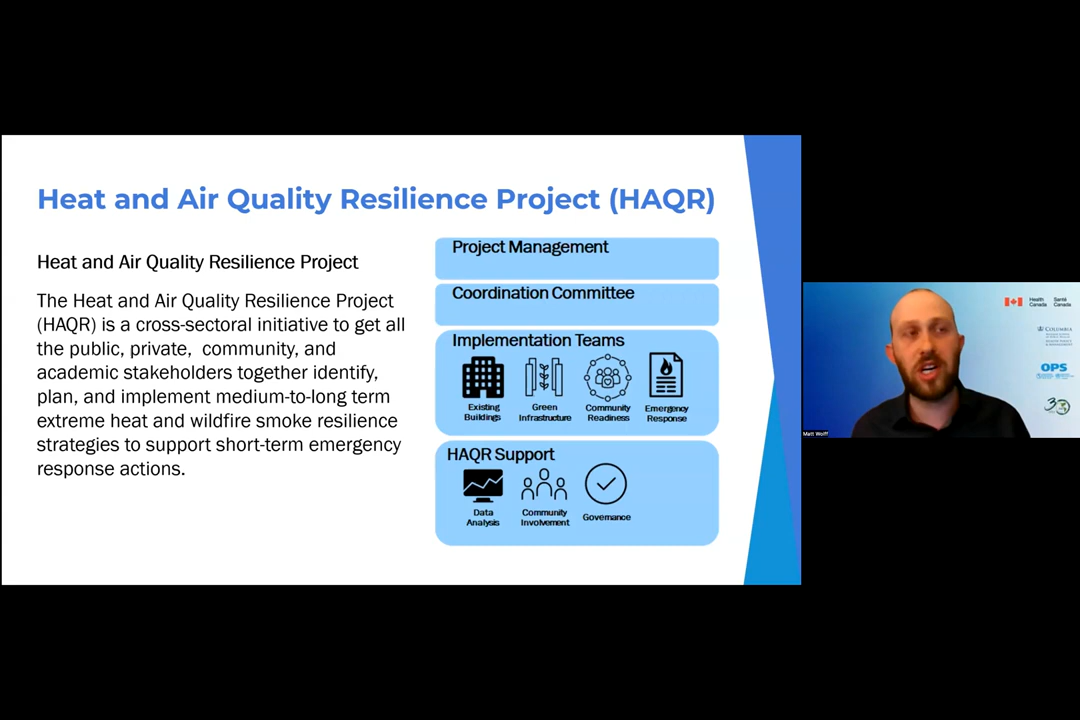 Heat and Air Quality Resilience Project (HAQR)
Heat and Air Quality Resilience Project
The Heat and Air Quality Resilience Project
(HAQR) is a cross-sectoral initiative to get all
the public, private, community, and
academic stakeholders together identify,
plan, and implement medium-to-long term
extreme heat and wildfire smoke resilience
strategies to support short-term emergency
response actions.
Project Management
Coordination Committee
Implementation Teams
Existing
Buildings
Green
Infrastructure
Community
Readiness
Emergency
Response
HAQR Support
Data
Analysis
Community
Involvement
Governance
Health
Canada
Santé
Canada
COLUMBIA
OPS
30
Matt Wolff